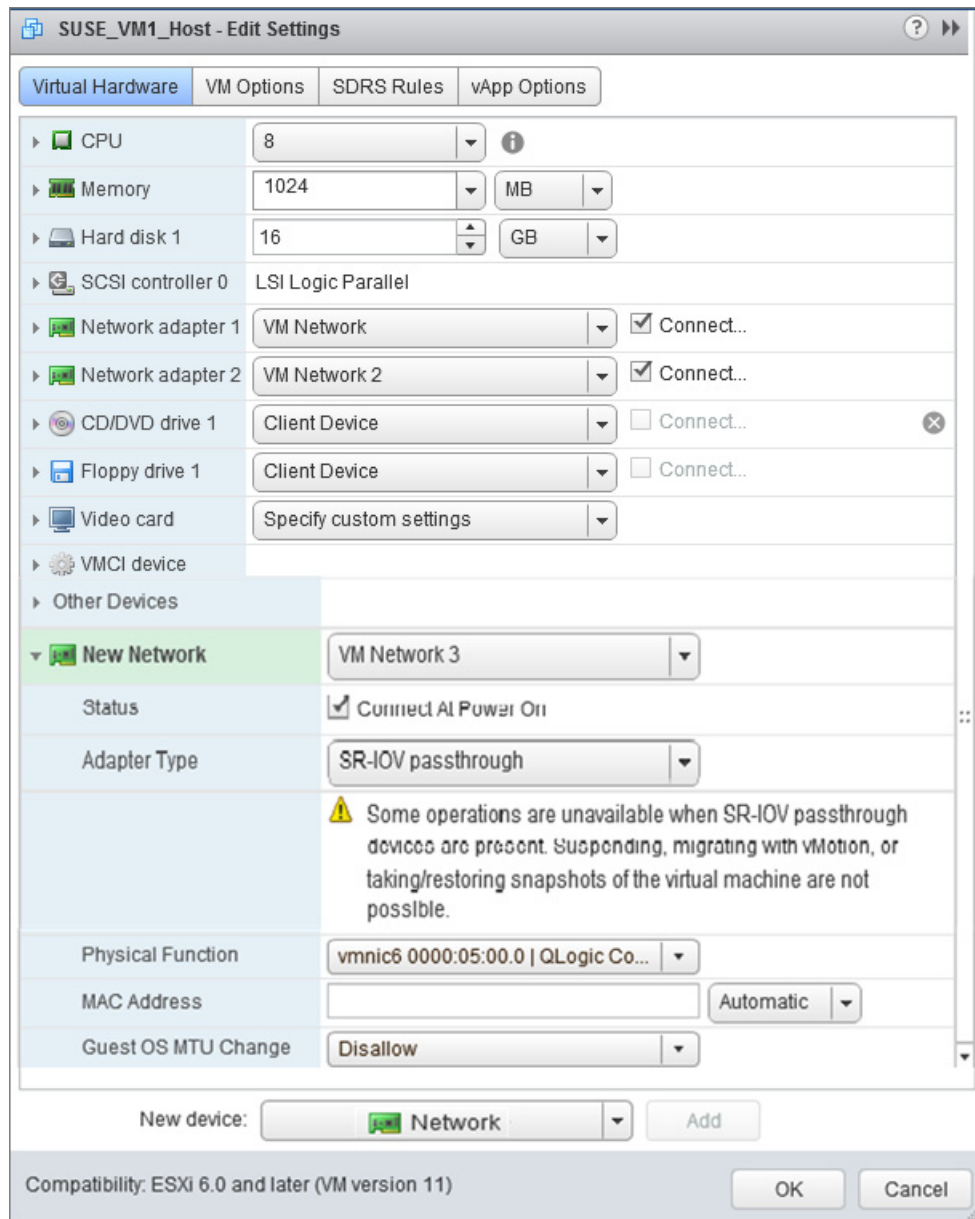 SUSE_VM1_Host - Edit Settings
Virtual Hardware VM Options SDRS Rules vApp Options
CPU 8
Memory 1024 MB
Hard disk 1 16 GB
SCSI controller 0 LSI Logic Parallel
Network adapter 1 VM Network Connect...
Network adapter 2 VM Network 2 Connect...
CD/DVD drive 1 Client Device Connect...
Floppy drive 1 Client Device Connect...
Video card Specify custom settings
VMCI device
Other Devices
New Network VM Network 3
Status Connect At Power On
Adapter Type SR-IOV passthrough
Some operations are unavailable when SR-IOV passthrough
devices are present. Suspending, migrating with vMotion, or
taking/restoring snapshots of the virtual machine are not
possible.
Physical Function vmnic6 0000:05:00.0 | QLogic Co...
MAC Address Automatic
Guest OS MTU Change Disallow
New device: Network Add
Compatibility: ESXi 6.0 and later (VM version 11) OK Cancel